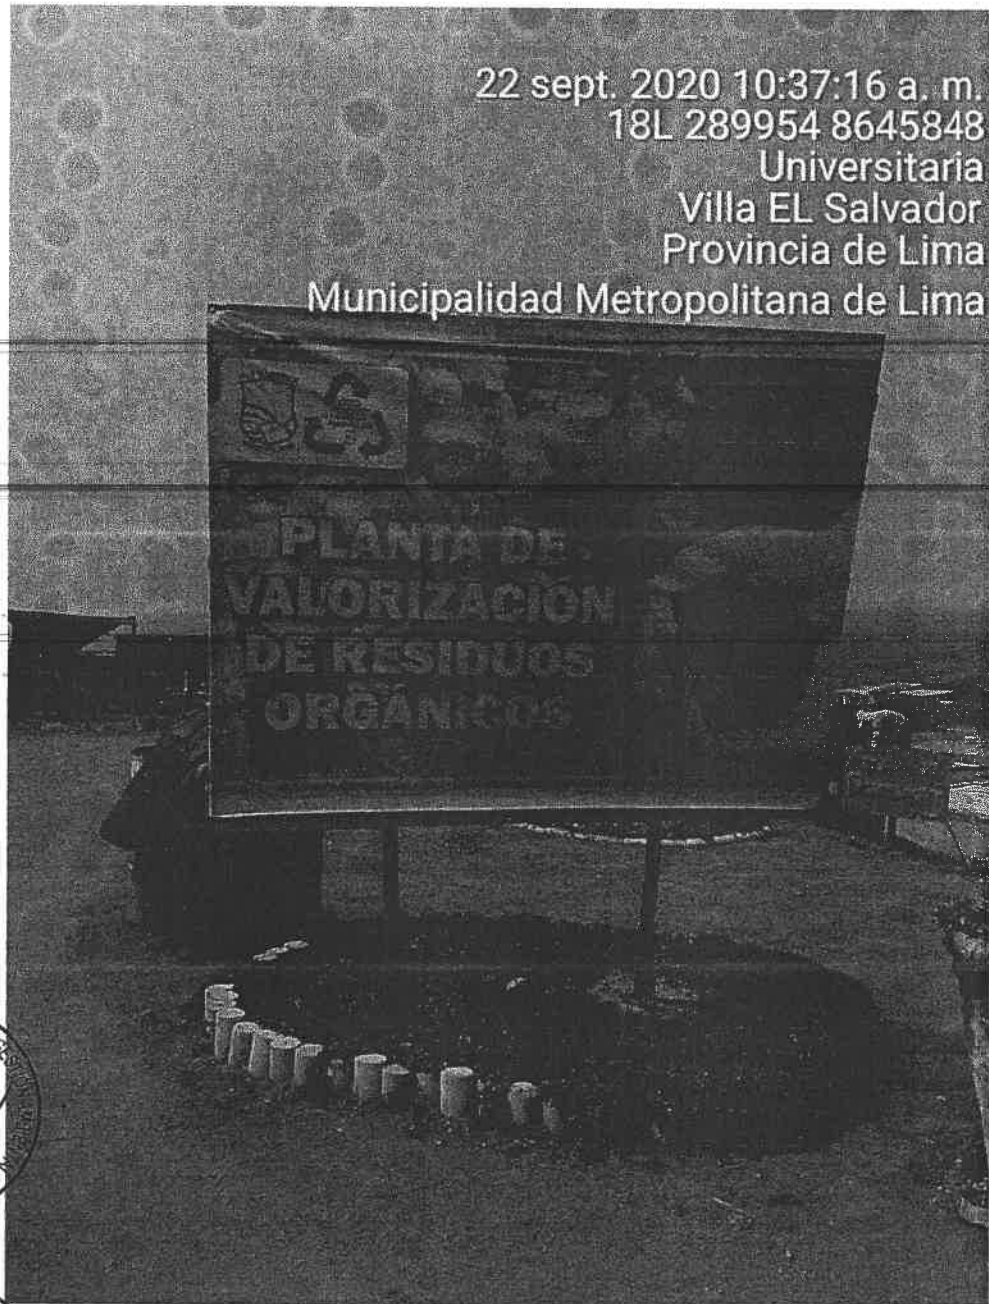 22 sept. 2020 10:37:16 a. m.
18L 289954 8645848
Universitaria
Villa EL Salvador
Provincia de Lima
Municipalidad Metropolitana de Lima
PLANTA DE
VALORIZACIÓN
DE RESIDUOS
ORGÁNICOS